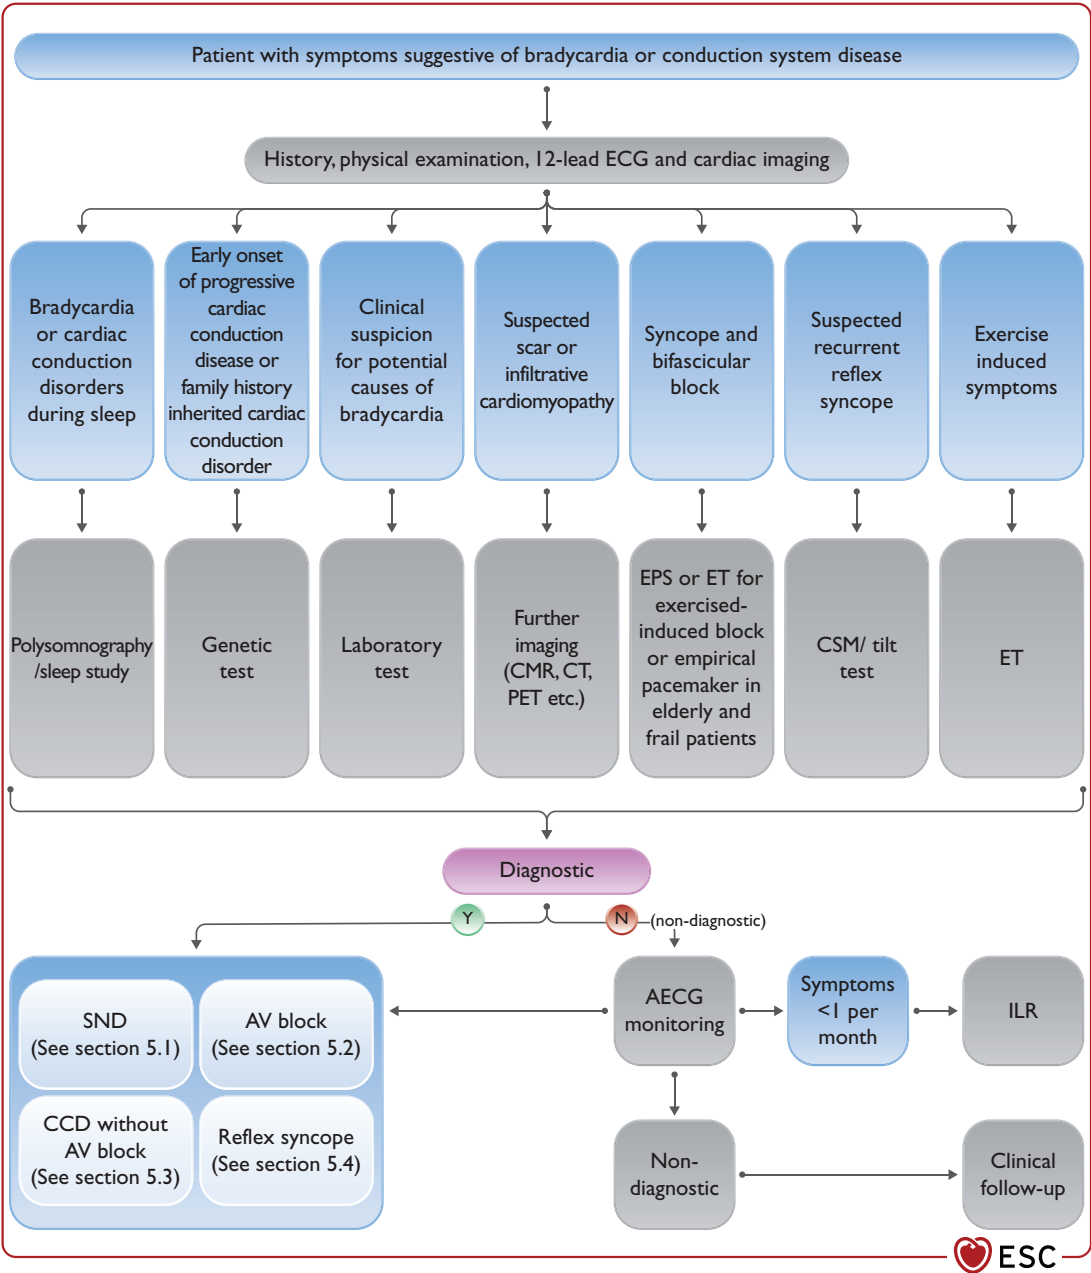 Patient with symptoms suggestive of bradycardia or conduction system disease
History, physical examination, 12-lead ECG and cardiac imaging
Bradycardia
or cardiac
conduction
disorders
during sleep
Early onset
of progressive
cardiac
conduction
disease or
family history
inherited cardiac
conduction
disorder
Clinical
suspicion
for potential
causes of
bradycardia
Suspected
scar or
infiltrative
cardiomyopathy
Syncope and
bifascicular
block
Suspected
recurrent
reflex
syncope
Exercise
induced
symptoms
Polysomnography
/sleep study
Genetic
test
Laboratory
test
Further
imaging
(CMR, CT,
PET etc.)
EPS or ET for
exercised-
induced block
or empirical
pacemaker in
elderly and
frail patients
CSM/ tilt
test
ET
Diagnostic
Y
N
(non-diagnostic)
SND
(See section 5.1)
AV block
(See section 5.2)
CCD without
AV block
(See section 5.3)
Reflex syncope
(See section 5.4)
AECG
monitoring
Symptoms
<1 per
month
ILR
Non-
diagnostic
Clinical
follow-up
ESC